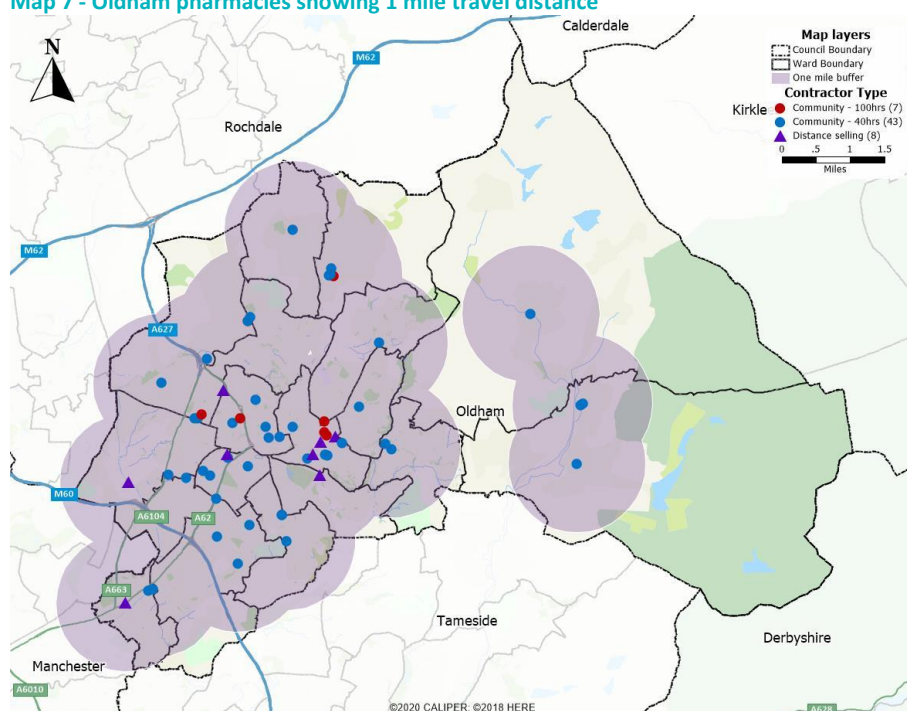 Map 7 - Oldham pharmacies showing 1 mile travel distance
Calderdale
N
M62
Map layers
Council Boundary
Ward Boundary
One mile buffer
Contractor Type
Community - 100hrs (7)
Community - 40hrs (43)
Distance selling (8)
0 .5 1 1.5
Miles
Kirkle
Rochdale
M62
A627
Oldham
M60
A6104
A62
A663
Tameside
Derbyshire
Manchester
A6010
©2020 CALIPER; ©2018 HERE
A628